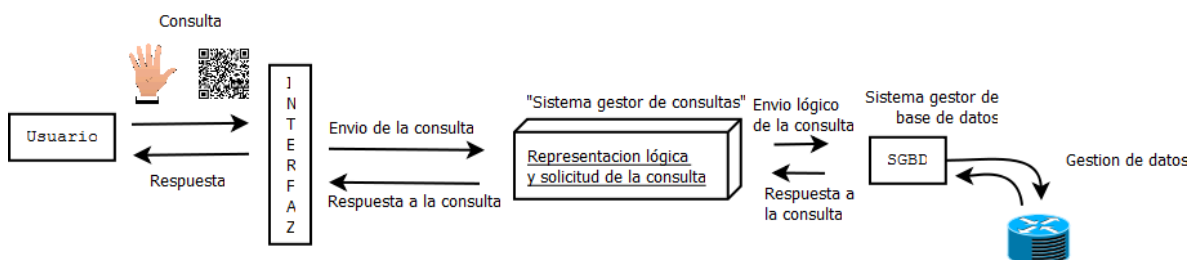 Consulta
Usuario
Respuesta
I
N
T
E
R
F
A
Z
Envio de la consulta
Respuesta a la consulta
"Sistema gestor de consultas"
Representacion lógica
y solicitud de la consulta
Envio lógico
de la consulta
Respuesta a
la consulta
Sistema gestor de
base de datos
SGBD
Gestion de datos